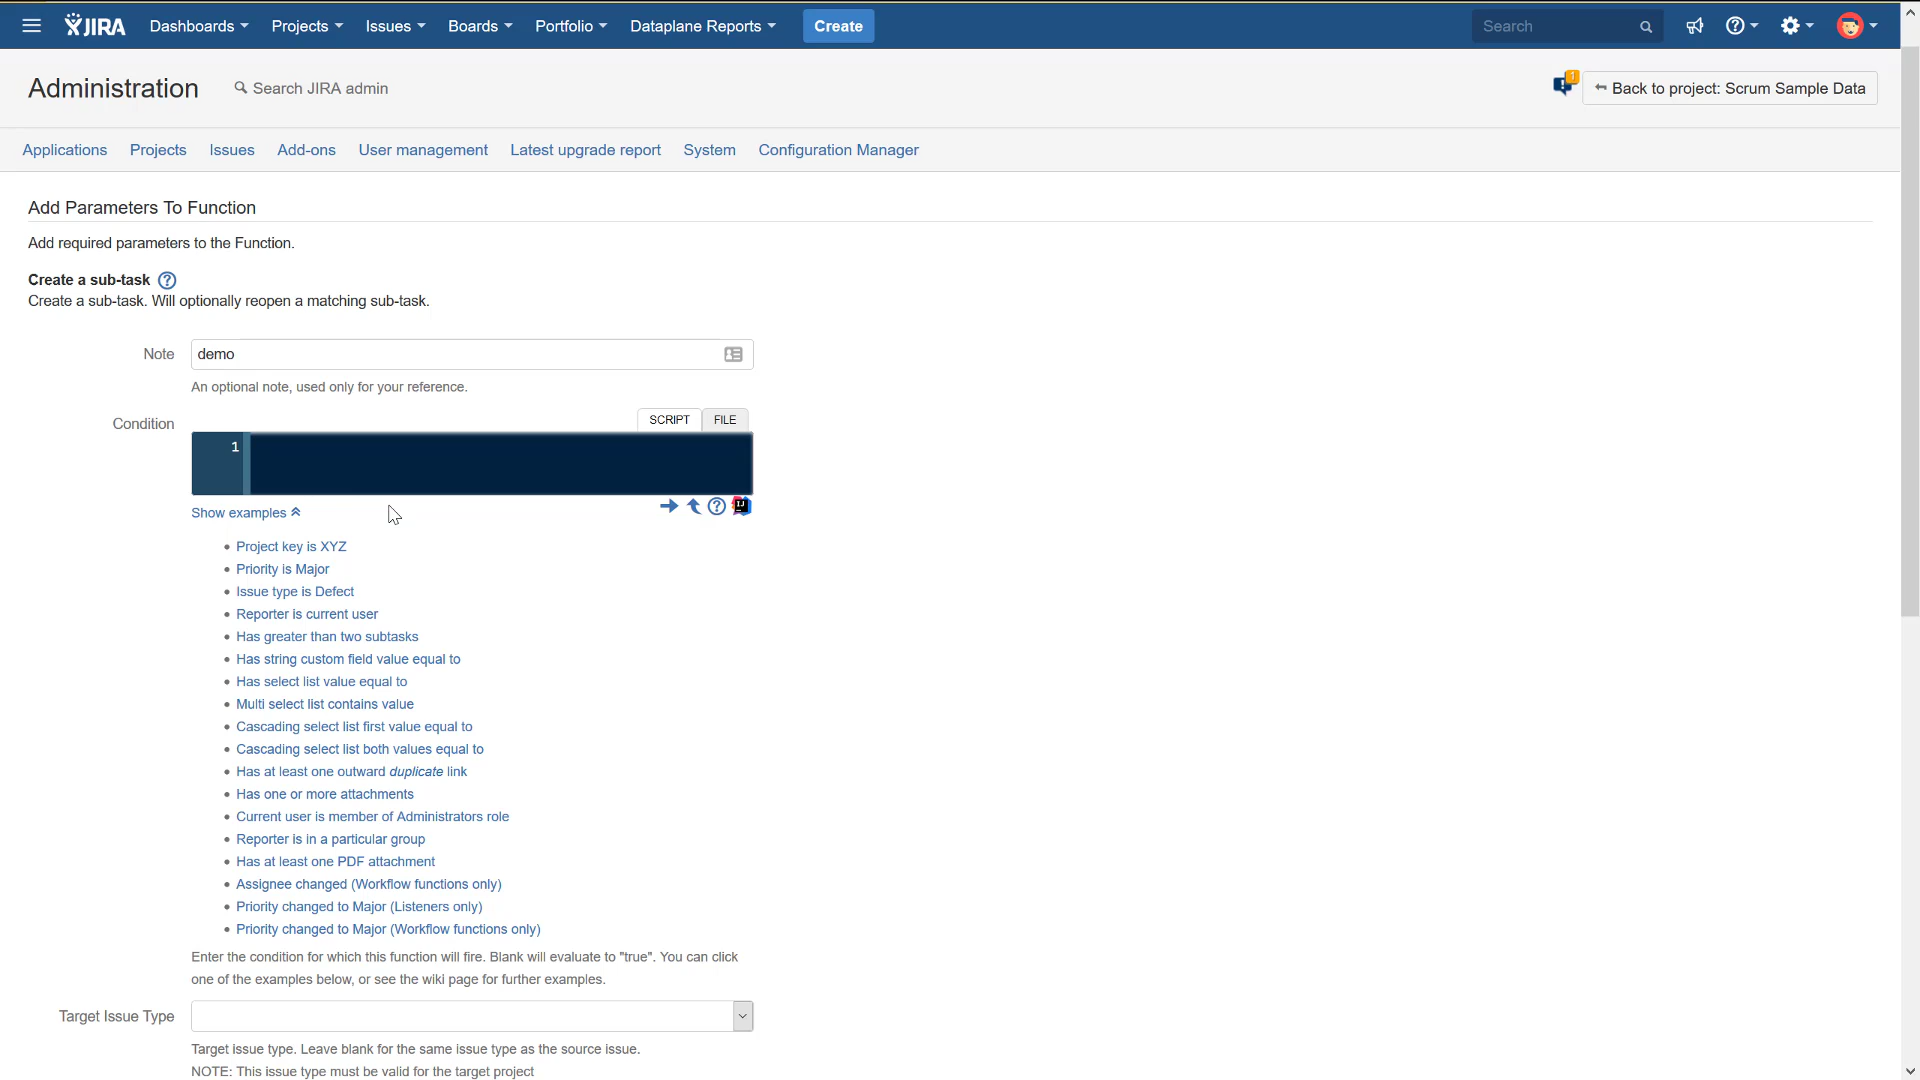 JIRA Dashboards Projects Issues Boards Portfolio Dataplane Reports Create Search
Administration Search JIRA admin 1 Back to project: Scrum Sample Data
Applications Projects Issues Add-ons User management Latest upgrade report System Configuration Manager
Add Parameters To Function
Add required parameters to the Function.
Create a sub-task ?
Create a sub-task. Will optionally reopen a matching sub-task.
Note demo
An optional note, used only for your reference.
Condition SCRIPT FILE
1
Show examples
Project key is XYZ
Priority is Major
Issue type is Defect
Reporter is current user
Has greater than two subtasks
Has string custom field value equal to
Has select list value equal to
Multi select list contains value
Cascading select list first value equal to
Cascading select list both values equal to
Has at least one outward duplicate link
Has one or more attachments
Current user is member of Administrators role
Reporter is in a particular group
Has at least one PDF attachment
Assignee changed (Workflow functions only)
Priority changed to Major (Listeners only)
Priority changed to Major (Workflow functions only)
Enter the condition for which this function will fire. Blank will evaluate to "true". You can click
one of the examples below, or see the wiki page for further examples.
Target Issue Type
Target issue type. Leave blank for the same issue type as the source issue.
NOTE: This issue type must be valid for the target project